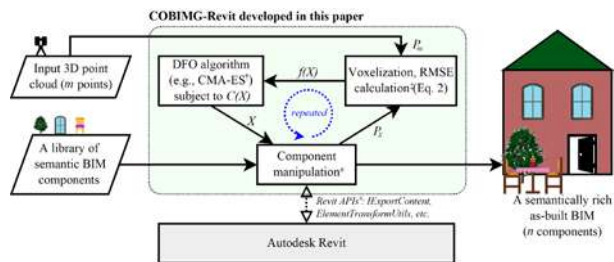 COBIMG-Revit developed in this paper
Input 3D point
cloud (m points)
DFO algorithm
(e.g., CMA-ES†)
subject to C(X)
f(X)
Pm
Voxelization, RMSE
calculation‡(Eq. 2)
repeated
X
Ps
A library of
semantic BIM
components
Component
manipulation*
Revit APIs*: IExportContent,
ElementTransformUtils, etc.
Autodesk Revit
A semantically rich
as-built BIM
(n components)